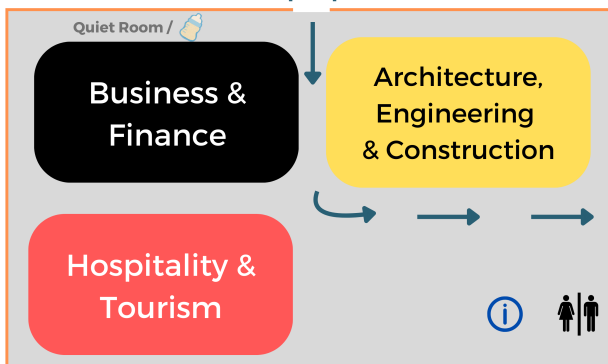 Quiet Room /
Business &
Finance
Architecture,
Engineering
& Construction
Hospitality &
Tourism
i